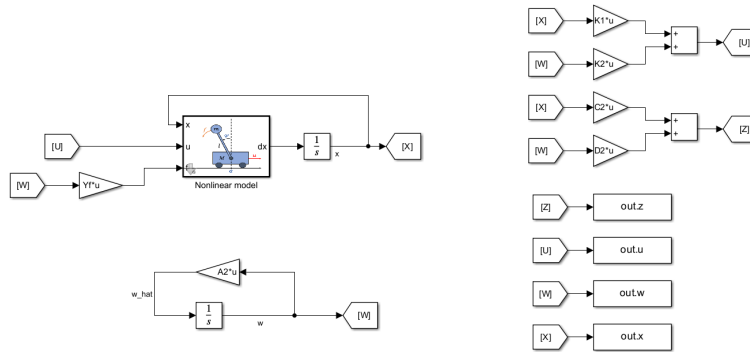 [X]
K1*u
+
+
[U]
[W]
K2*u
[X]
C2*u
+
+
[Z]
[W]
D2*u
x
[U]
u
dx
1
s
x
[X]
[W]
Yf*u
Nonlinear model
[Z]
out.z
[U]
out.u
[W]
out.w
[X]
out.x
A2*u
w_hat
1
s
w
[W]